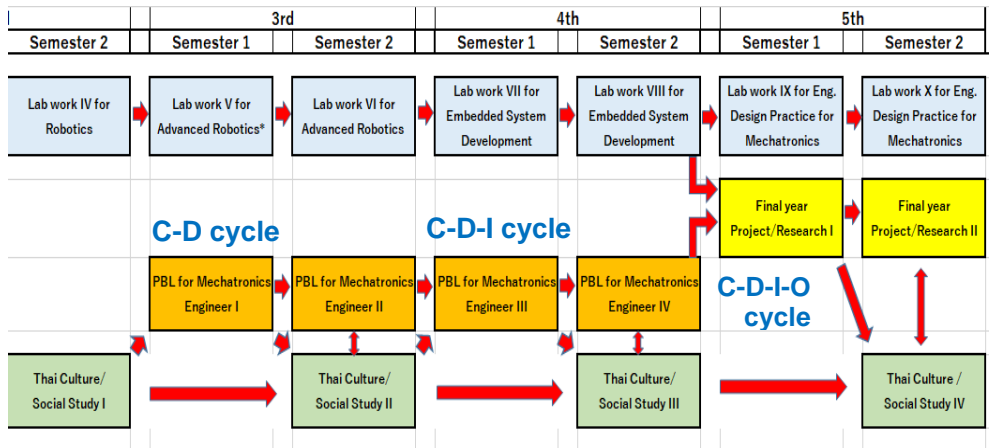 3rd
4th
5th
Semester 2
Semester 1
Semester 2
Semester 1
Semester 2
Semester 1
Semester 2
Lab work IV for
Robotics
Lab work V for
Advanced Robotics*
Lab work VI for
Advanced Robotics
Lab work VII for
Embedded System
Development
Lab work VIII for
Embedded System
Development
Lab work IX for Eng.
Design Practice for
Mechatronics
Lab work X for Eng.
Design Practice for
Mechatronics
Final year
Project/Research I
Final year
Project/Research II
C-D cycle
C-D-I cycle
PBL for Mechatronics
Engineer I
PBL for Mechatronics
Engineer II
PBL for Mechatronics
Engineer III
PBL for Mechatronics
Engineer IV
C-D-I-O
cycle
Thai Culture/
Social Study I
Thai Culture/
Social Study II
Thai Culture/
Social Study III
Thai Culture /
Social Study IV